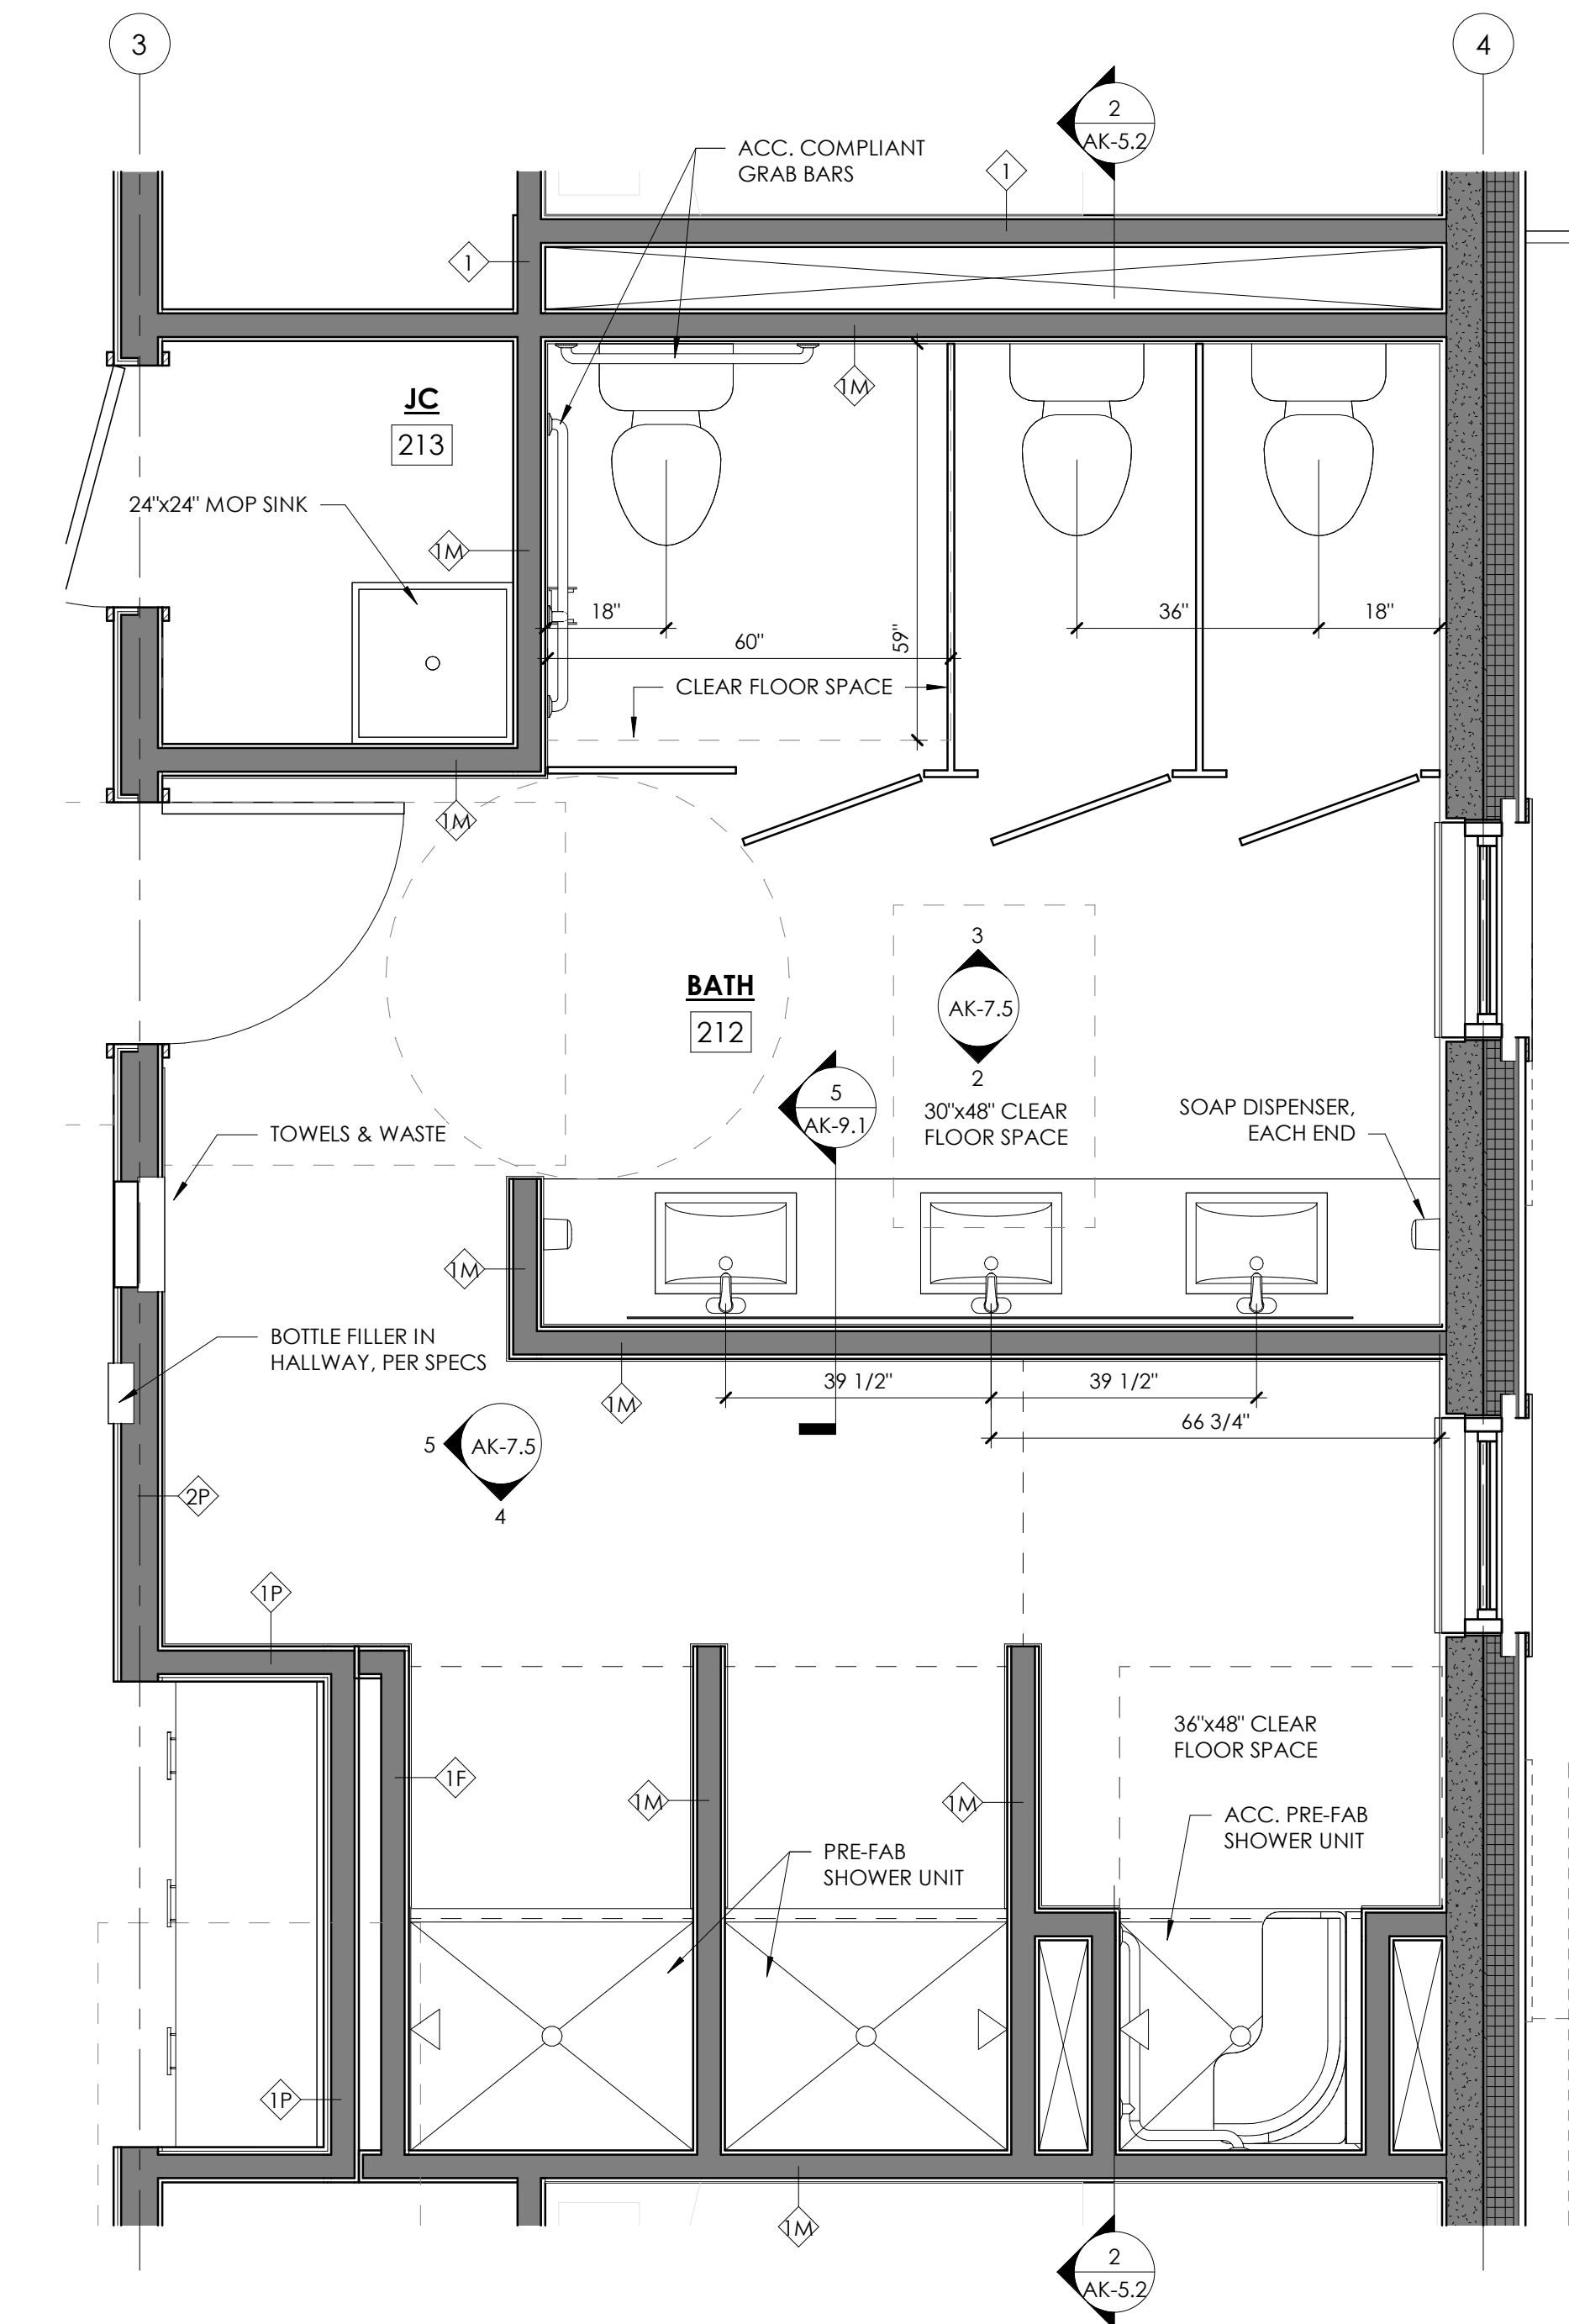 3
4
2
AK-5.2
ACC. COMPLIANT
GRAB BARS
1
1
1M
JC
213
24"x24" MOP SINK
1M
18"
60"
59"
36"
18"
CLEAR FLOOR SPACE
1M
BATH
212
3
AK-7.5
2
5
AK-9.1
30"x48" CLEAR
FLOOR SPACE
SOAP DISPENSER,
EACH END
TOWELS & WASTE
1M
BOTTLE FILLER IN
HALLWAY, PER SPECS
1M
39 1/2"
39 1/2"
66 3/4"
5
AK-7.5
4
2P
1P
36"x48" CLEAR
FLOOR SPACE
1F
1M
1M
ACC. PRE-FAB
SHOWER UNIT
PRE-FAB
SHOWER UNIT
1P
1M
2
AK-5.2